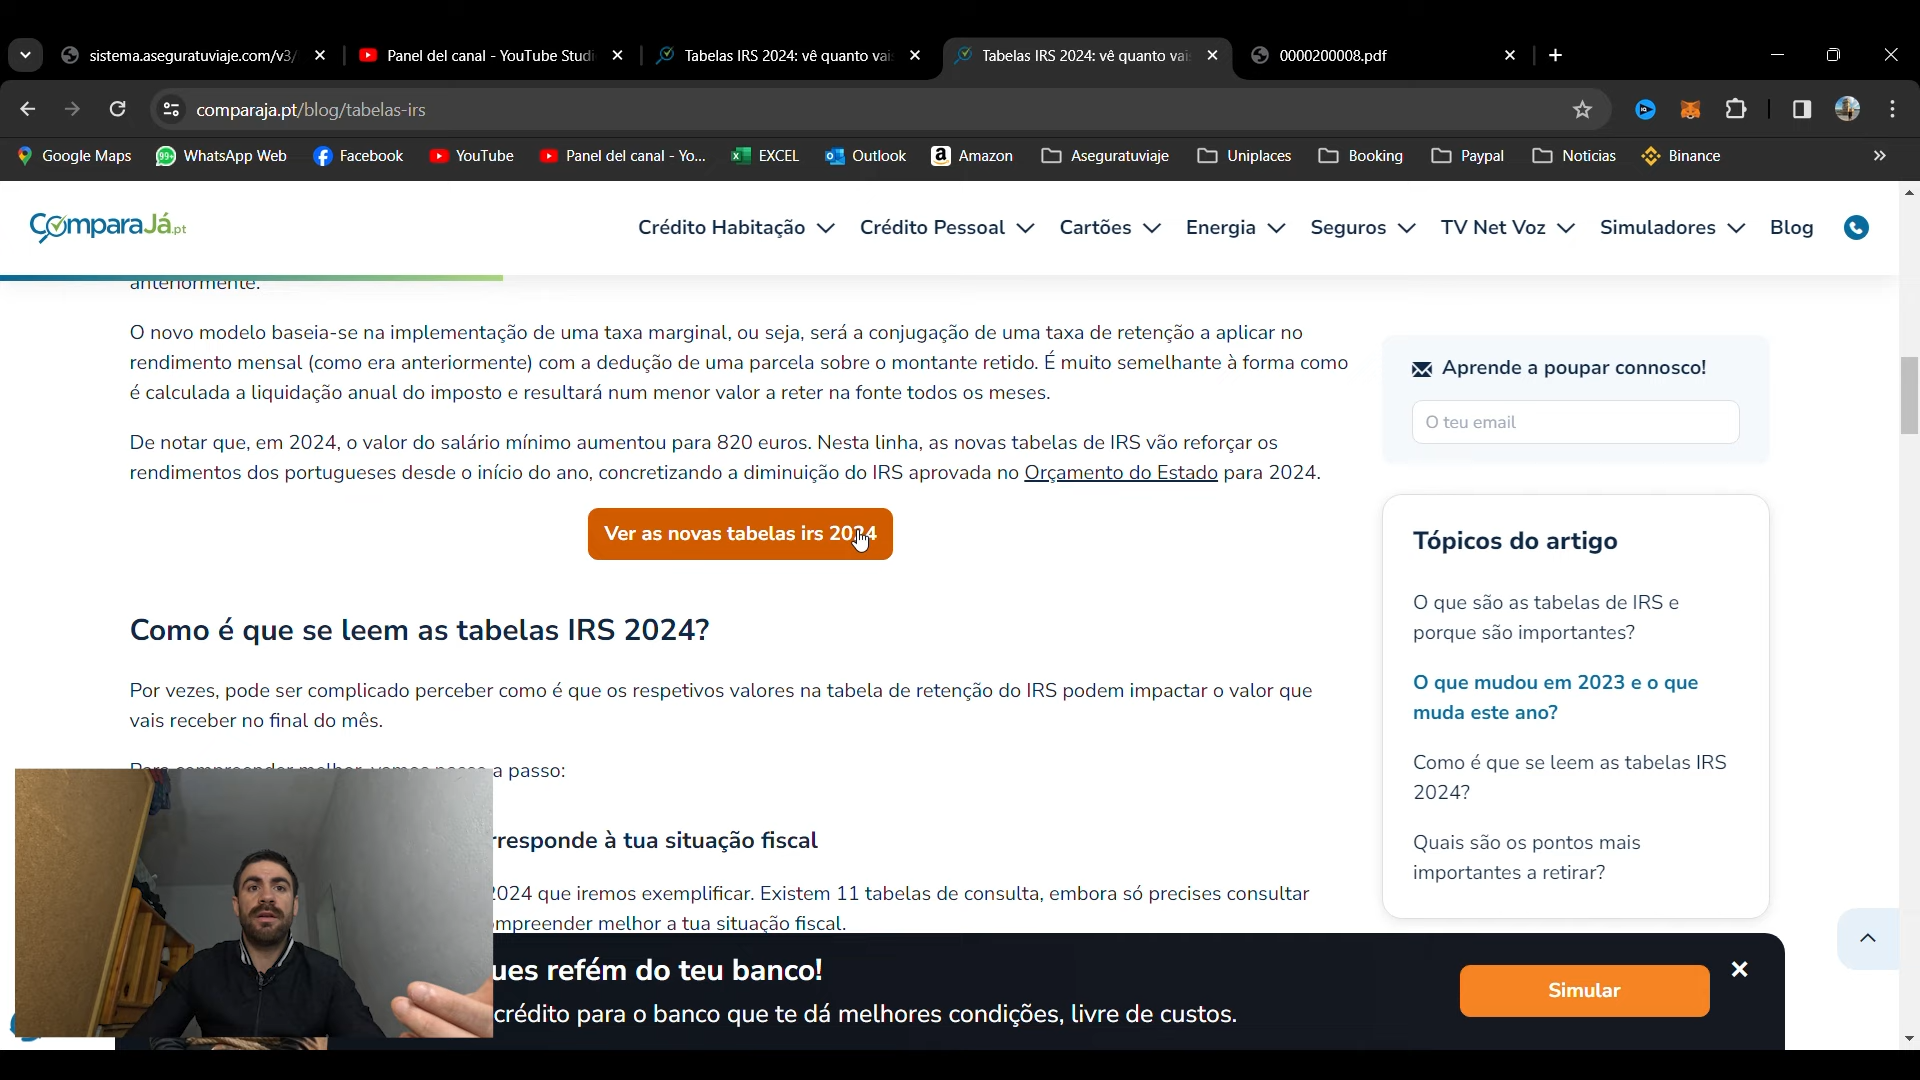 sistema.aseguratuviaje.com/v3/
Panel del canal - YouTube Studi
Tabelas IRS 2024: vê quanto vai
Tabelas IRS 2024: vê quanto vai
0000200008.pdf
comparaja.pt/blog/tabelas-irs
Google Maps
99
WhatsApp Web
Facebook
YouTube
Panel del canal - Yo...
EXCEL
Outlook
Amazon
Aseguratuviaje
Uniplaces
Booking
Paypal
Noticias
Binance
ComparaJá.pt
Crédito Habitação
Crédito Pessoal
Cartões
Energia
Seguros
TV Net Voz
Simuladores
Blog
anteriormente.
O novo modelo baseia-se na implementação de uma taxa marginal, ou seja, será a conjugação de uma taxa de retenção a aplicar no
rendimento mensal (como era anteriormente) com a dedução de uma parcela sobre o montante retido. É muito semelhante à forma como
é calculada a liquidação anual do imposto e resultará num menor valor a reter na fonte todos os meses.
De notar que, em 2024, o valor do salário mínimo aumentou para 820 euros. Nesta linha, as novas tabelas de IRS vão reforçar os
rendimentos dos portugueses desde o início do ano, concretizando a diminuição do IRS aprovada no Orçamento do Estado para 2024.
Ver as novas tabelas irs 2024
Como é que se leem as tabelas IRS 2024?
Por vezes, pode ser complicado perceber como é que os respetivos valores na tabela de retenção do IRS podem impactar o valor que
vais receber no final do mês.
Para compreender melhor, vamos passo a passo:
rresponde à tua situação fiscal
2024 que iremos exemplificar. Existem 11 tabelas de consulta, embora só precises consultar
ompreender melhor a tua situação fiscal.
ues refém do teu banco!
crédito para o banco que te dá melhores condições, livre de custos.
Simular
Aprende a poupar connosco!
O teu email
Tópicos do artigo
O que são as tabelas de IRS e
porque são importantes?
O que mudou em 2023 e o que
muda este ano?
Como é que se leem as tabelas IRS
2024?
Quais são os pontos mais
importantes a retirar?